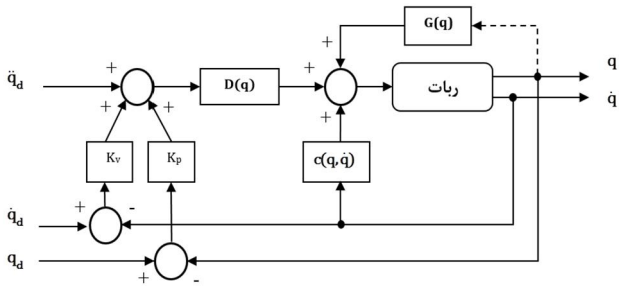 G(q)
+
q̈d
+
D(q)
+
ربات
q
q̇
+
+
+
Kv
Kp
c(q,q̇)
q̇d
+
-
qd
+
-